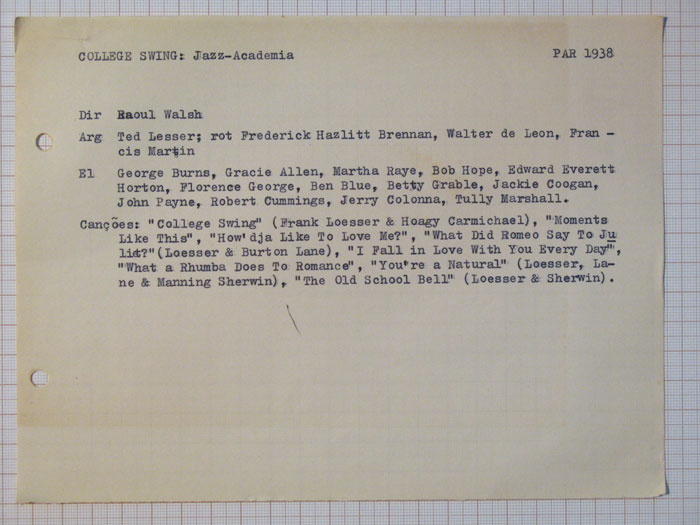 COLLEGE SWING: Jazz-Academia PAR 1938
Dir Raoul Walsh
Arg Ted Lesser; rot Frederick Hazlitt Brennan, Walter de Leon, Fran -
cis Martin
El George Burns, Gracie Allen, Martha Raye, Bob Hope, Edward Everett
Horton, Florence George, Ben Blue, Betty Grable, Jackie Coogan,
John Payne, Robert Cummings, Jerry Colonna, Tully Marshall.
Canções: "College Swing" (Frank Loesser & Hoagy Carmichael), "Moments
Like This", "How'dja Like To Love Me?", "What Did Romeo Say To Ju
liet?"(Loesser & Burton Lane), "I Fall in Love With You Every Day",
"What a Rhumba Does To Romance", "You're a Natural" (Loesser, La-
ne & Manning Sherwin), "The Old School Bell" (Loesser & Sherwin).